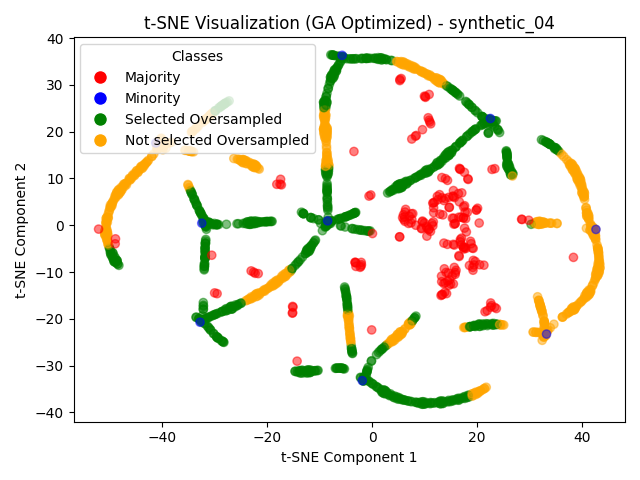 t-SNE Visualization (GA Optimized) - synthetic_04
Classes
Majority
Minority
Selected Oversampled
Not selected Oversampled
t-SNE Component 2
40
30
20
10
0
−10
−20
−30
−40
−40
−20
0
20
40
t-SNE Component 1